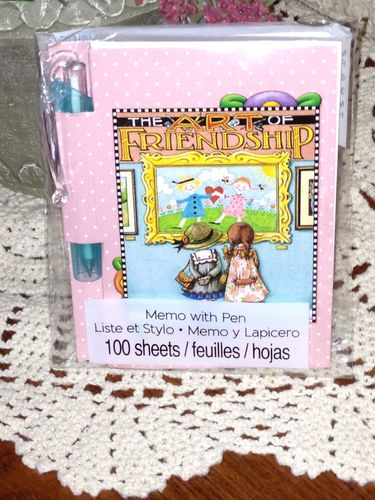 THE ART OF
FRIENDSHIP
Memo with Pen
Liste et Stylo • Memo y Lapicero
100 sheets / feuilles / hojas